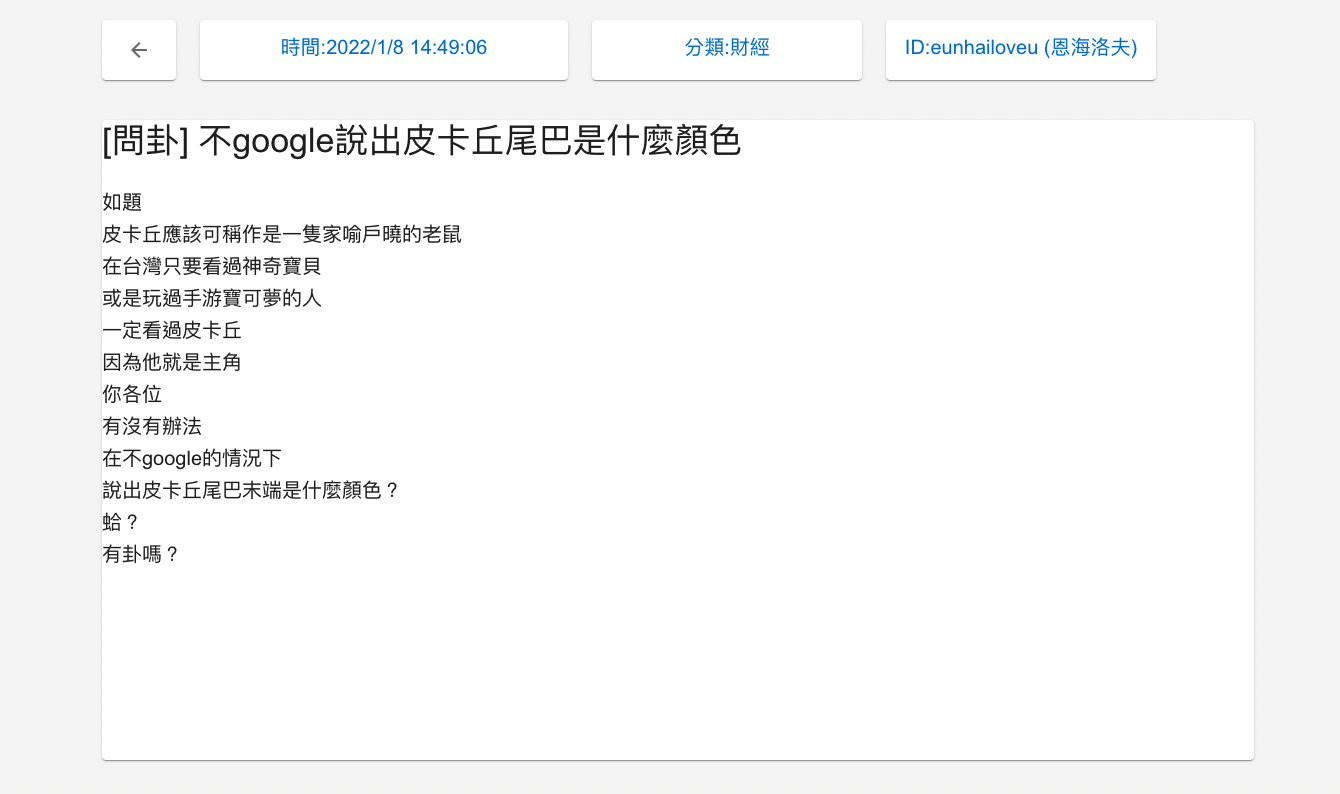 時間:2022/1/8 14:49:06
分類:財經
ID:eunhailoveu (恩海洛夫)
[問卦] 不google說出皮卡丘尾巴是什麼顏色
如題
皮卡丘應該可稱作是一隻家喻戶曉的老鼠
在台灣只要看過神奇寶貝
或是玩過手游寶可夢的人
一定看過皮卡丘
因為他就是主角
你各位
有沒有辦法
在不google的情況下
說出皮卡丘尾巴末端是什麼顏色？
蛤？
有卦嗎？